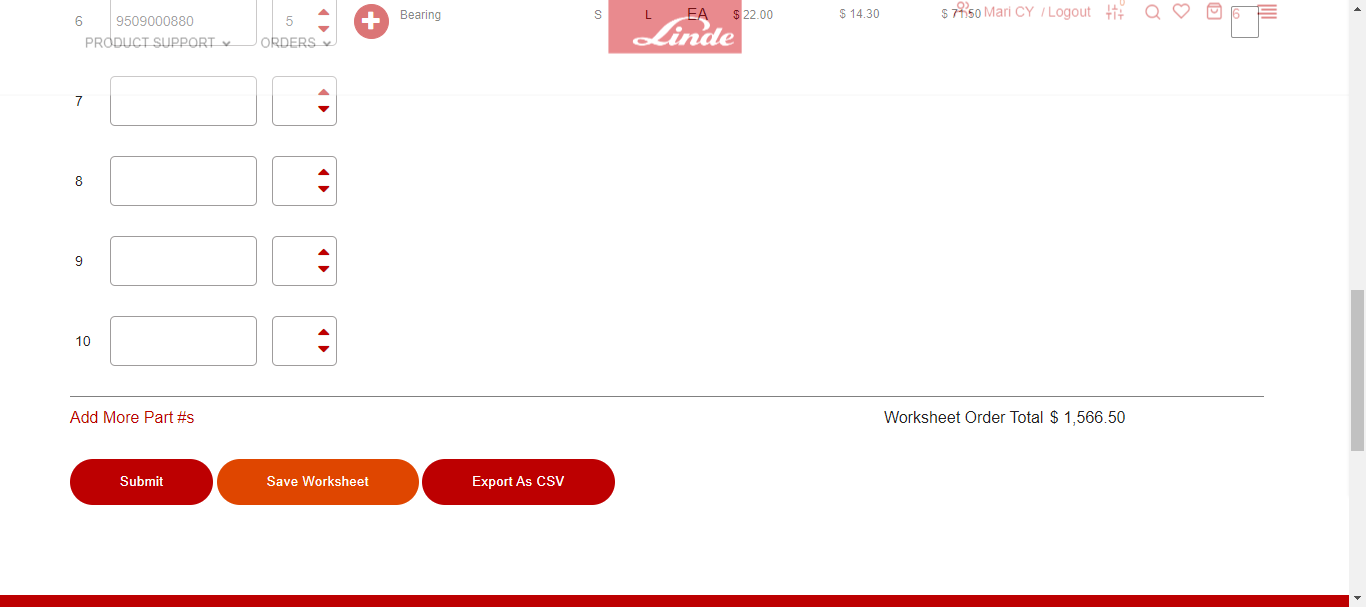 6 9509000880 5 Bearing S L EA $ 22.00 $ 14.30 $ 71.50 Mari CY / Logout 0 6
PRODUCT SUPPORT ORDERS Linde
7
8
9
10
Add More Part #s Worksheet Order Total $ 1,566.50
Submit Save Worksheet Export As CSV